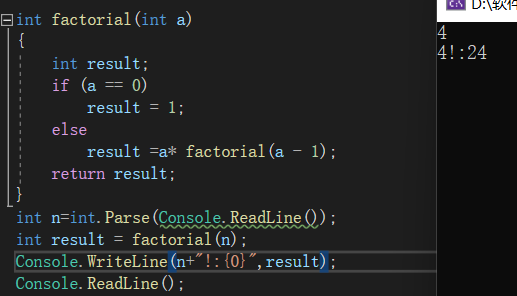 int factorial(int a)
{
int result;
if (a == 0)
result = 1;
else
result =a* factorial(a - 1);
return result;
}
int n=int.Parse(Console.ReadLine());
int result = factorial(n);
Console.WriteLine(n+"!:{0}",result);
Console.ReadLine();
C:\ D:\软件
4
4!:24